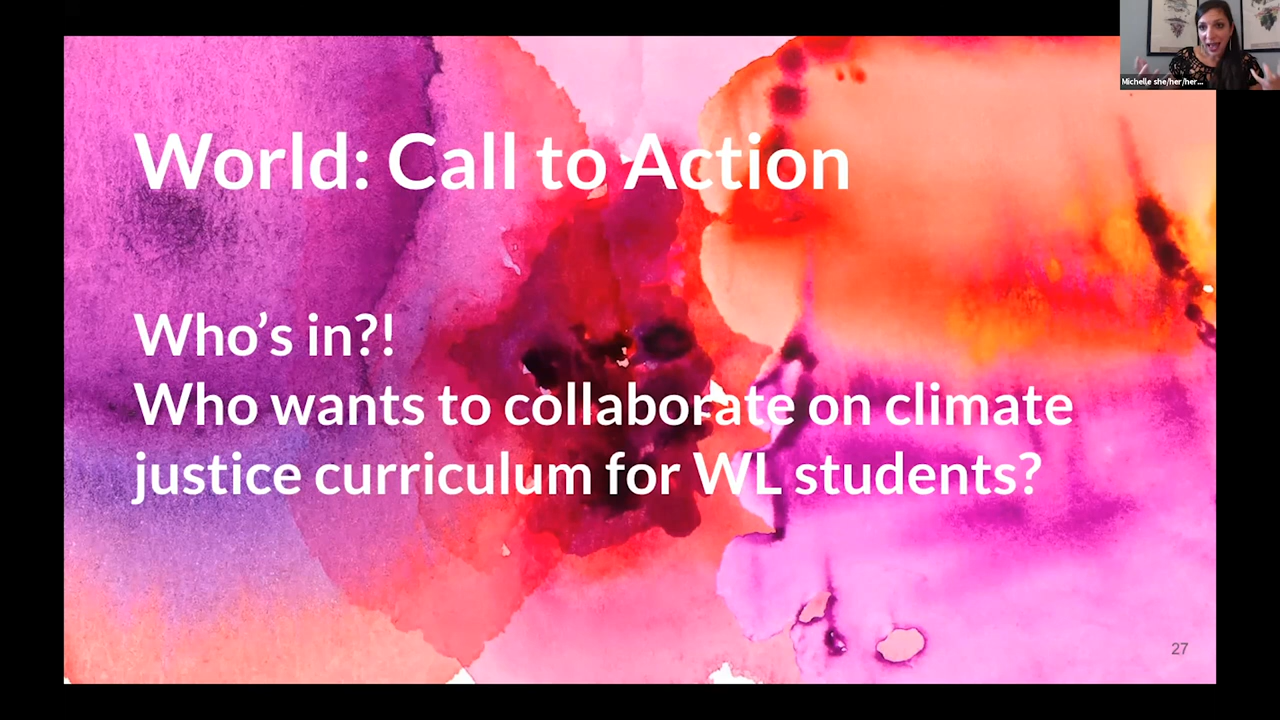 Michelle she/her/her...
World: Call to Action
Who’s in?!
Who wants to collaborate on climate
justice curriculum for WL students?
27